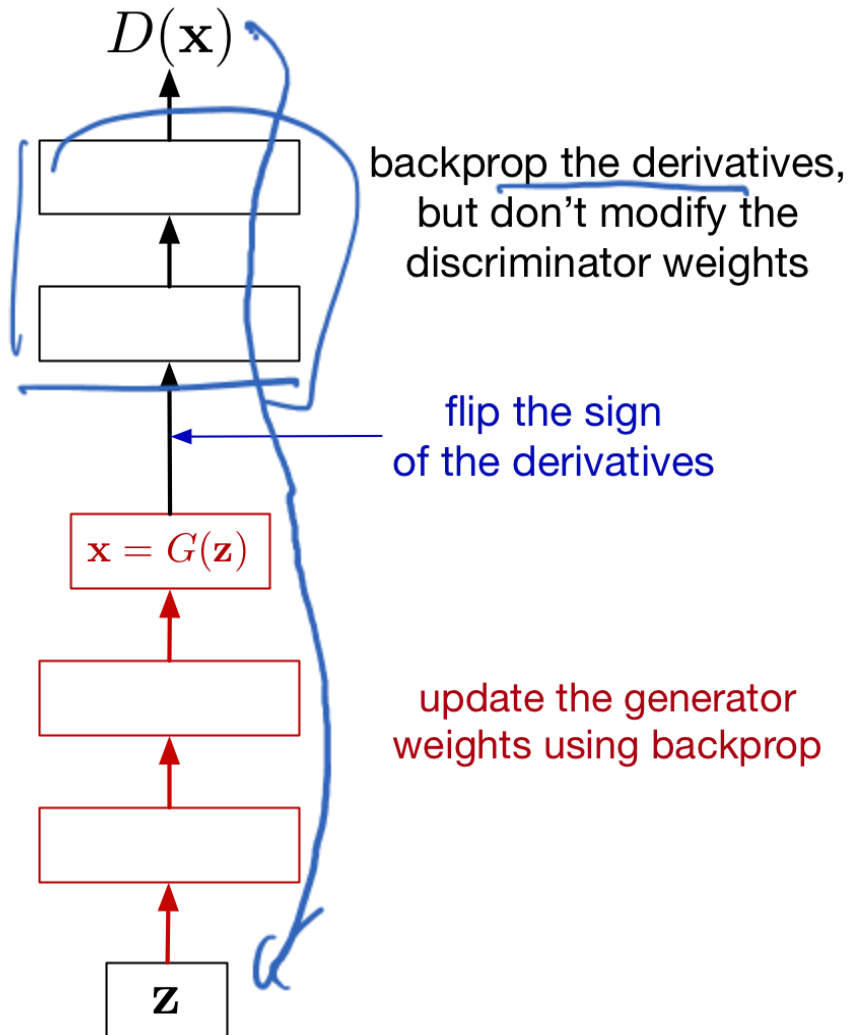 D(x)
backprop the derivatives,
but don't modify the
discriminator weights
flip the sign
of the derivatives
x = G(z)
update the generator
weights using backprop
z